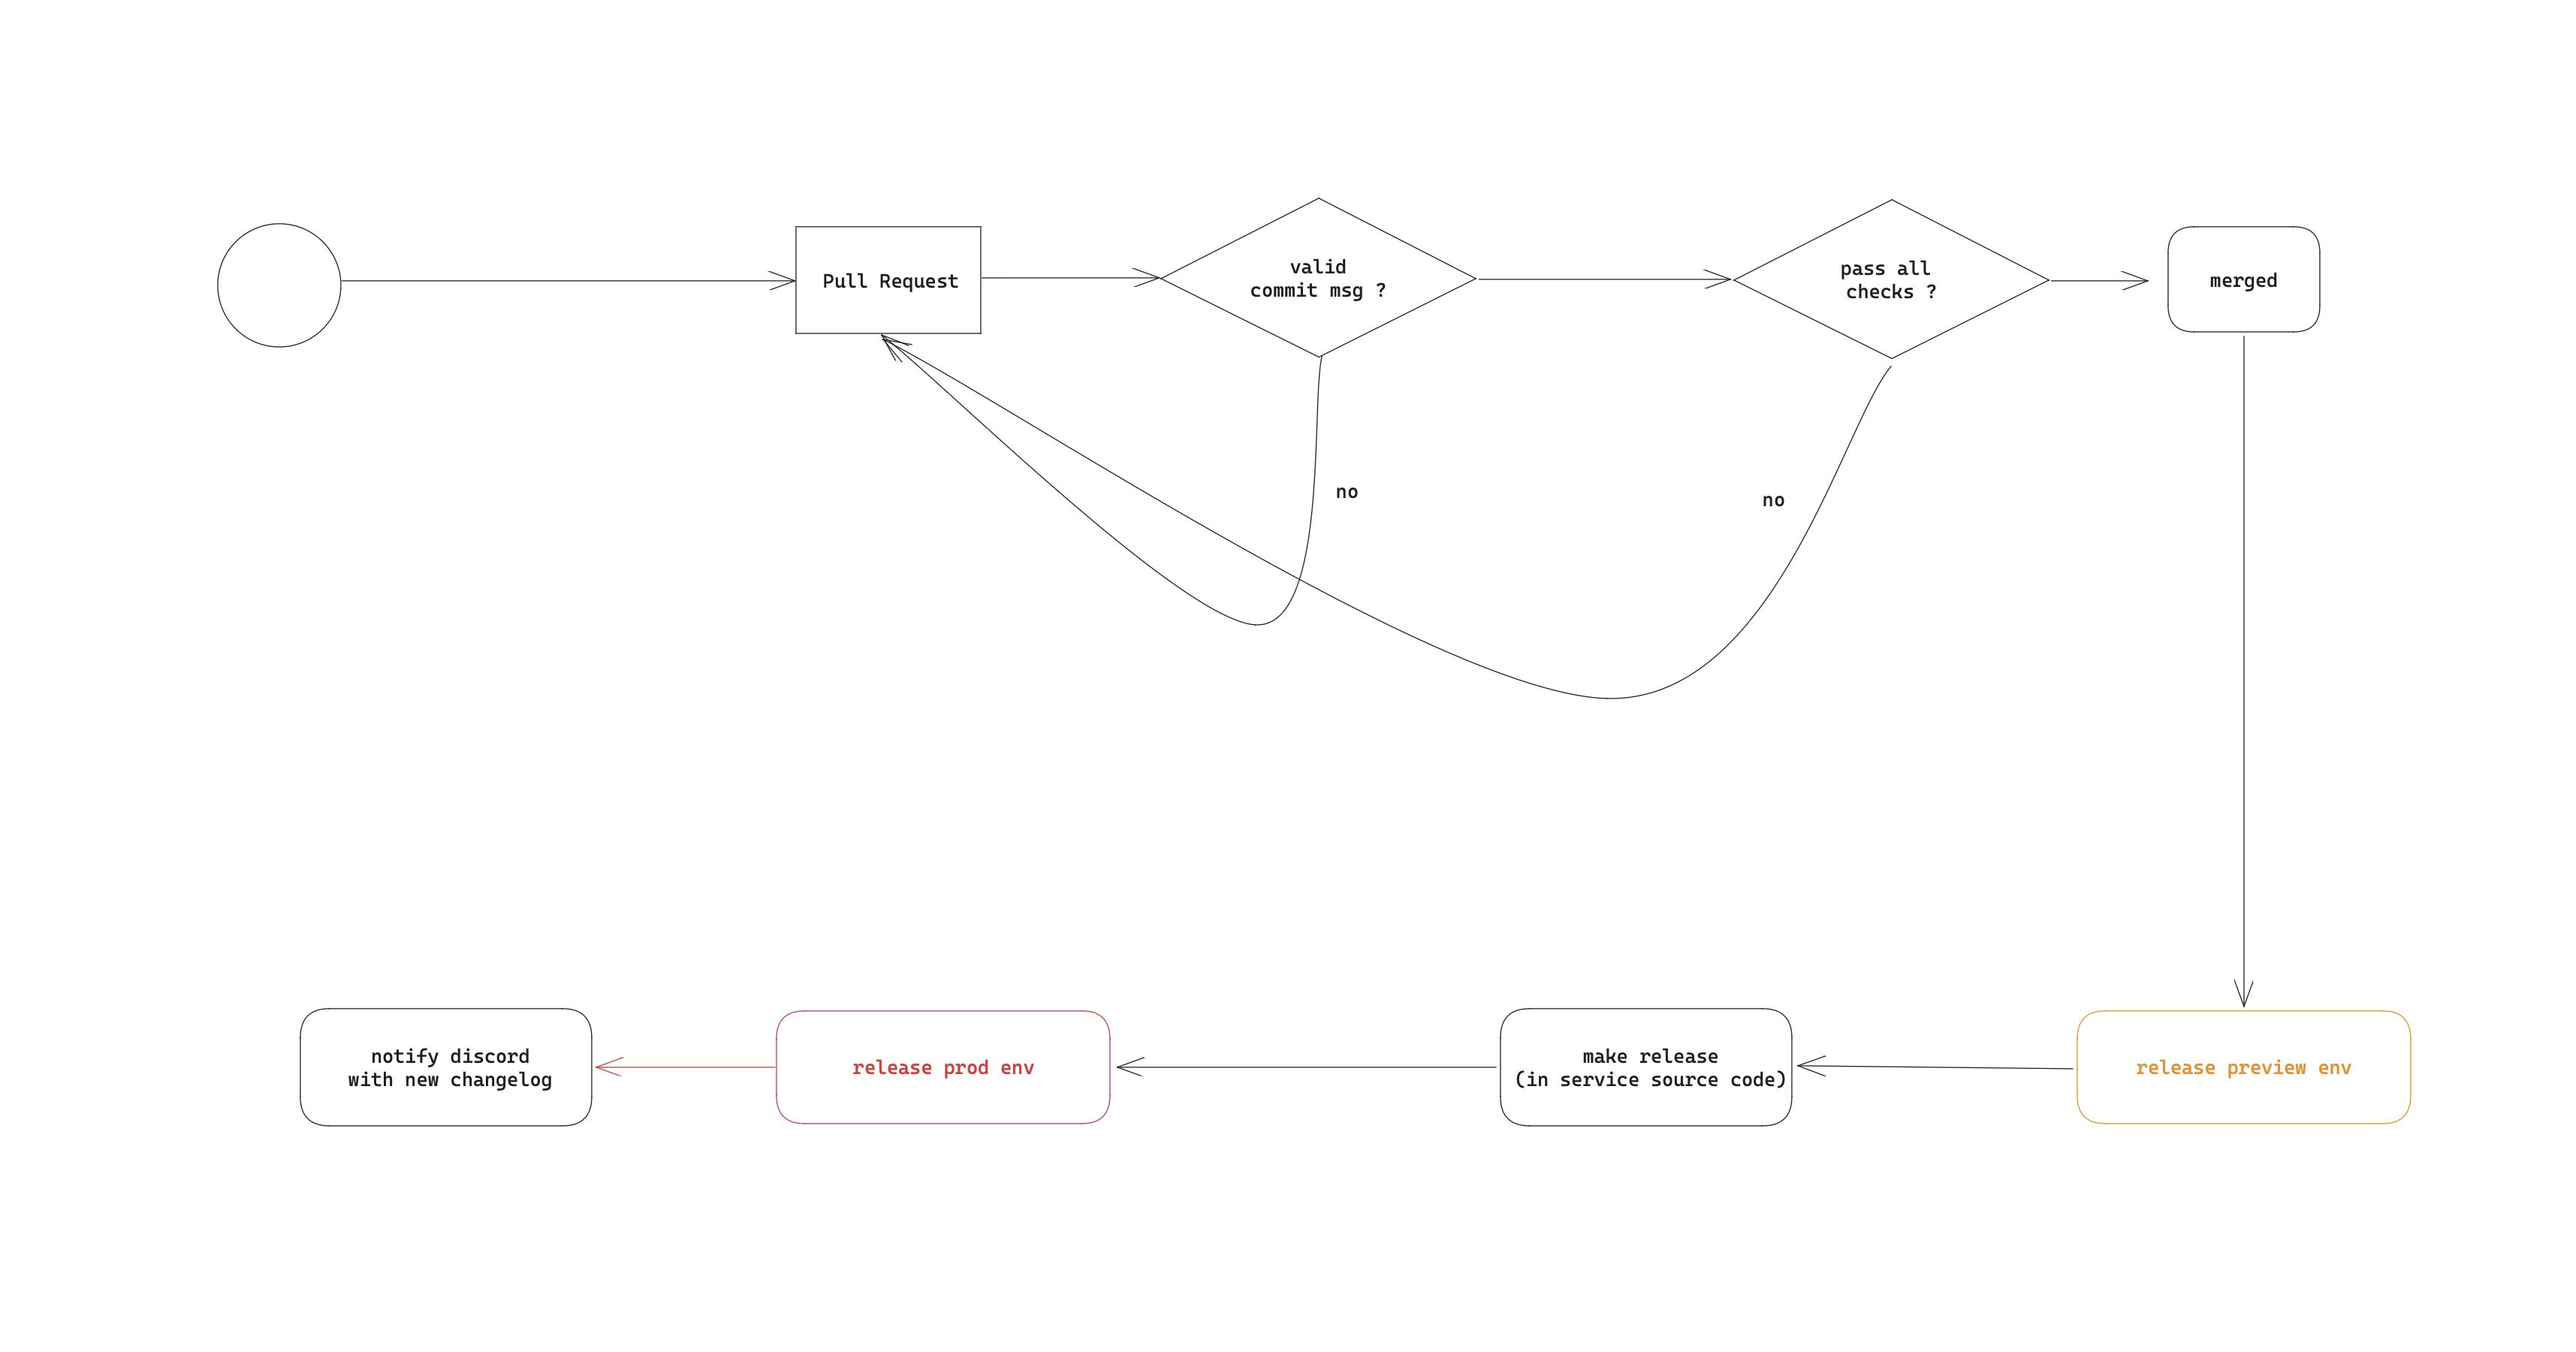 Pull Request
valid
commit msg ?
pass all
checks ?
merged
no
no
notify discord
with new changelog
release prod env
make release
(in service source code)
release preview env